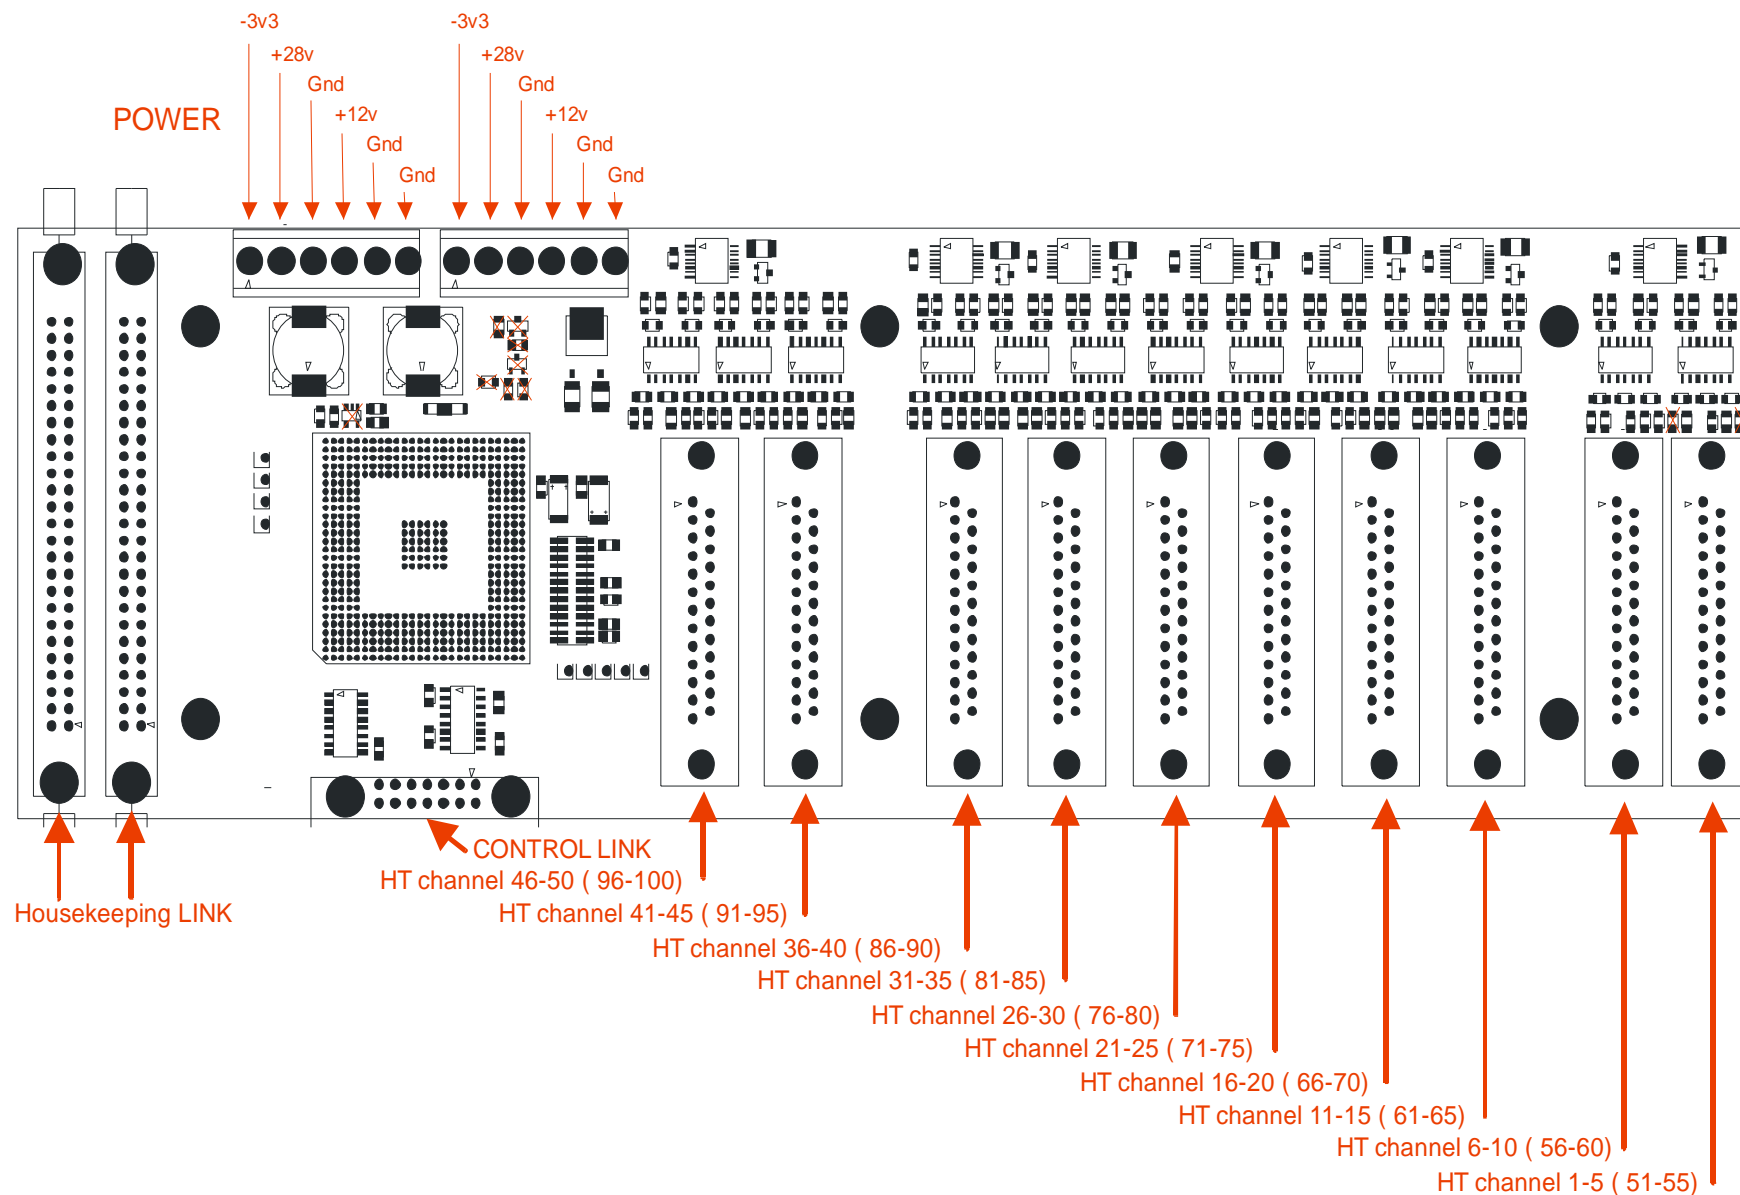 -3v3
-3v3
+28v
+28v
Gnd
Gnd
POWER
+12v
+12v
Gnd
Gnd
Gnd
Gnd
CONTROL LINK
HT channel 46-50 ( 96-100)
Housekeeping LINK
HT channel 41-45 ( 91-95)
HT channel 36-40 ( 86-90)
HT channel 31-35 ( 81-85)
HT channel 26-30 ( 76-80)
HT channel 21-25 ( 71-75)
HT channel 16-20 ( 66-70)
HT channel 11-15 ( 61-65)
HT channel 6-10 ( 56-60)
HT channel 1-5 ( 51-55)